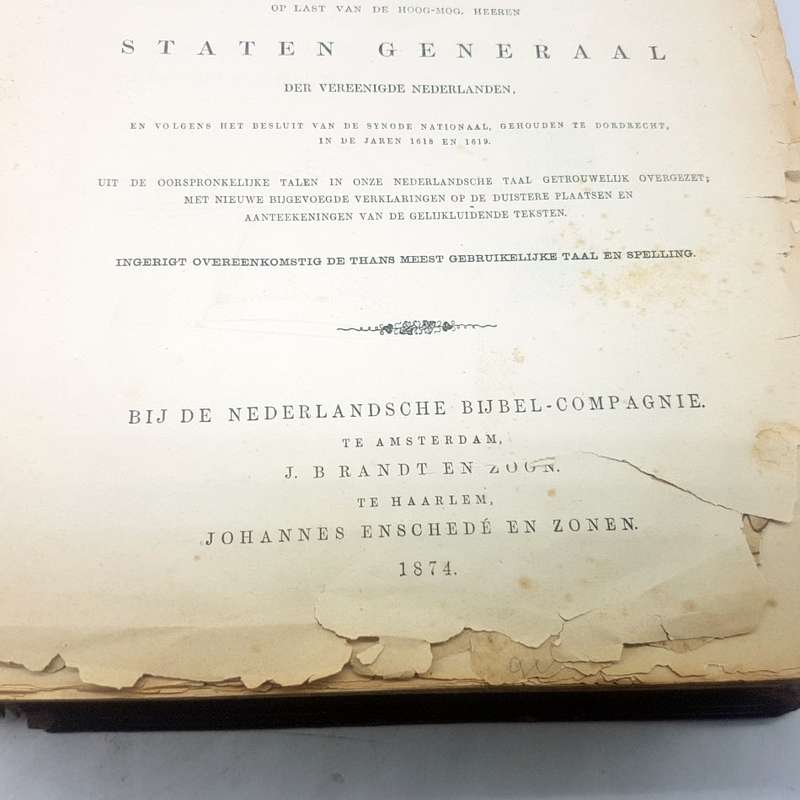 OP LAST VAN DE HOOG-MOG. HEEREN
STATEN GENERAAL
DER VEREENIGDE NEDERLANDEN,
EN VOLGENS HET BESLUIT VAN DE SYNODE NATIONAAL, GEHOUDEN TE DORDRECHT,
IN DE JAREN 1618 EN 1619.
UIT DE OORSPRONKELIJKE TALEN IN ONZE NEDERLANDSCHE TAAL GETROUWELIJK OVERGEZET;
MET NIEUWE BIJGEVOEGDE VERKLARINGEN OP DE DUISTERE PLAATSEN EN
AANTEEKENINGEN VAN DE GELIJKLUIDENDE TEKSTEN.
INGERIGT OVEREENKOMSTIG DE THANS MEEST GEBRUIKELIJKE TAAL EN SPELLING.
BIJ DE NEDERLANDSCHE BIJBEL-COMPAGNIE.
TE AMSTERDAM,
J. BRANDT EN ZOON.
TE HAARLEM,
JOHANNES ENSCHEDÉ EN ZONEN.
1874.